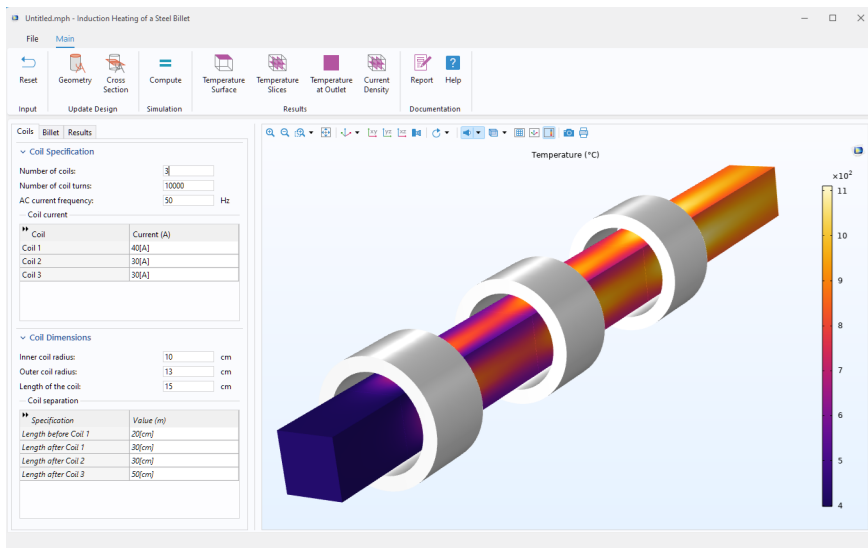 Untitled.mph - Induction Heating of a Steel Billet
File Main
Reset Geometry Cross Section Compute Temperature Surface Temperature Slices Temperature at Outlet Current Density Report Help
Input Update Design Simulation Results Documentation
Coils Billet Results
Coil Specification
Number of coils: 3
Number of coil turns: 10000
AC current frequency: 50 Hz
Coil current
Coil Current (A)
Coil 1 40[A]
Coil 2 30[A]
Coil 3 30[A]
Coil Dimensions
Inner coil radius: 10 cm
Outer coil radius: 13 cm
Length of the coil: 15 cm
Coil separation
Specification Value (m)
Length before Coil 1 20[cm]
Length after Coil 1 30[cm]
Length after Coil 2 30[cm]
Length after Coil 3 50[cm]
xy yz xz
Temperature (°C)
×10²
11
10
9
8
7
6
5
4